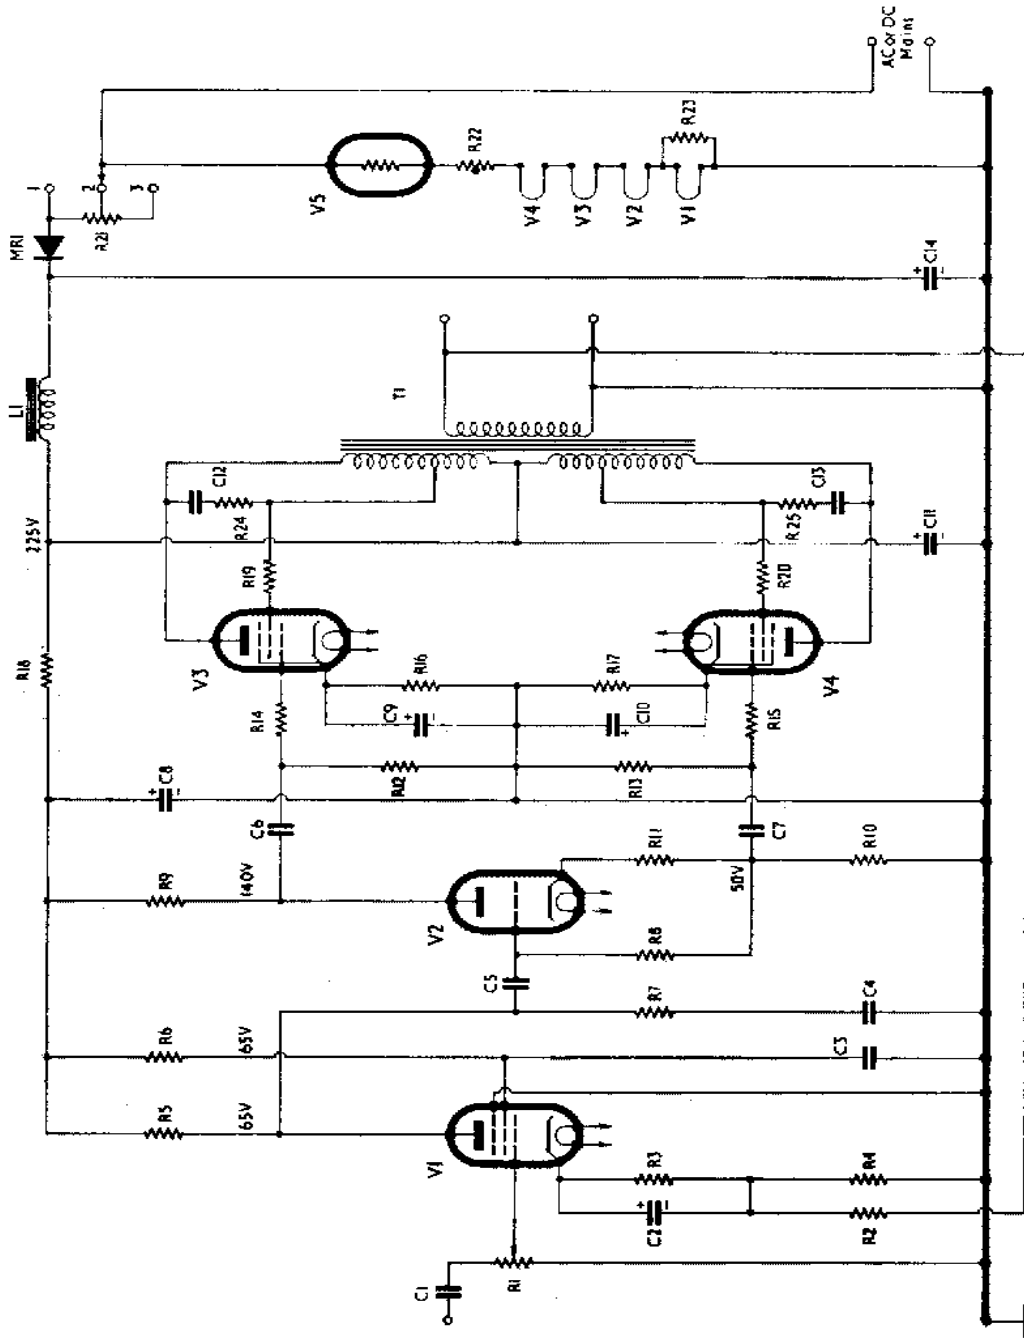 MR1
1
2
3
R21
L1
225V
R18
C8
R9
140V
R6
65V
R5
65V
V5
R22
V4
V3
V2
V1
R23
AC or DC
Mains
C14
T1
C12
R24
R19
V3
R14
C6
R16
C9
R12
R17
C10
R13
V4
R20
R25
C13
C11
R15
C7
50V
R11
R10
V2
C5
R8
R7
C4
C3
V1
R3
C2
R4
R2
R1
C1